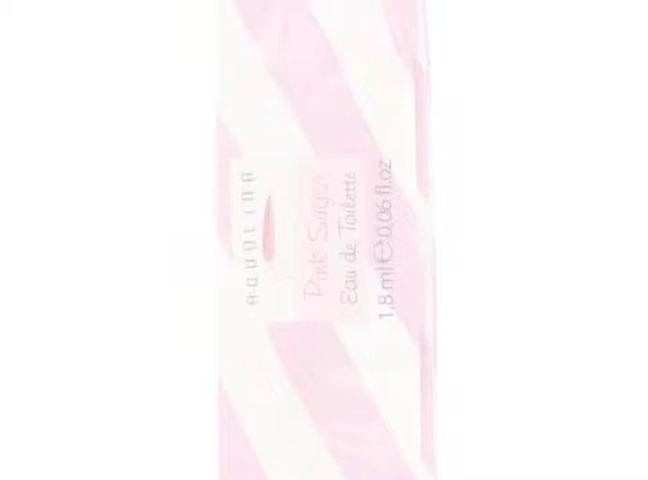 AQUOLINA
Pink Sugar
Eau de Toilette
1,8 ml e 0,06 fl.oz